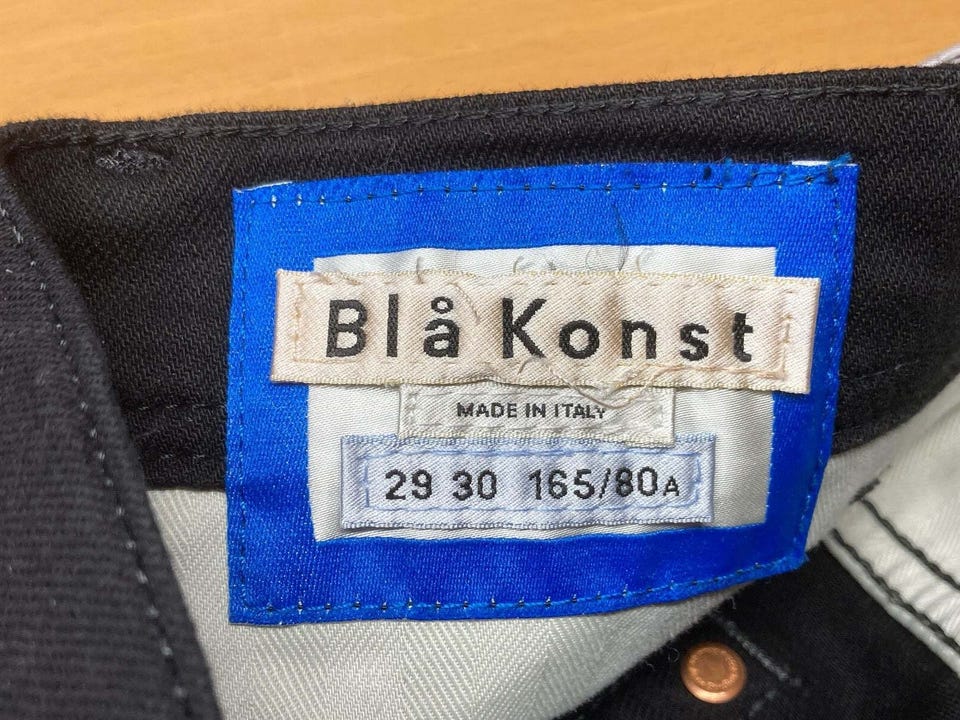 Blå Konst
MADE IN ITALY
29 30 165/80A